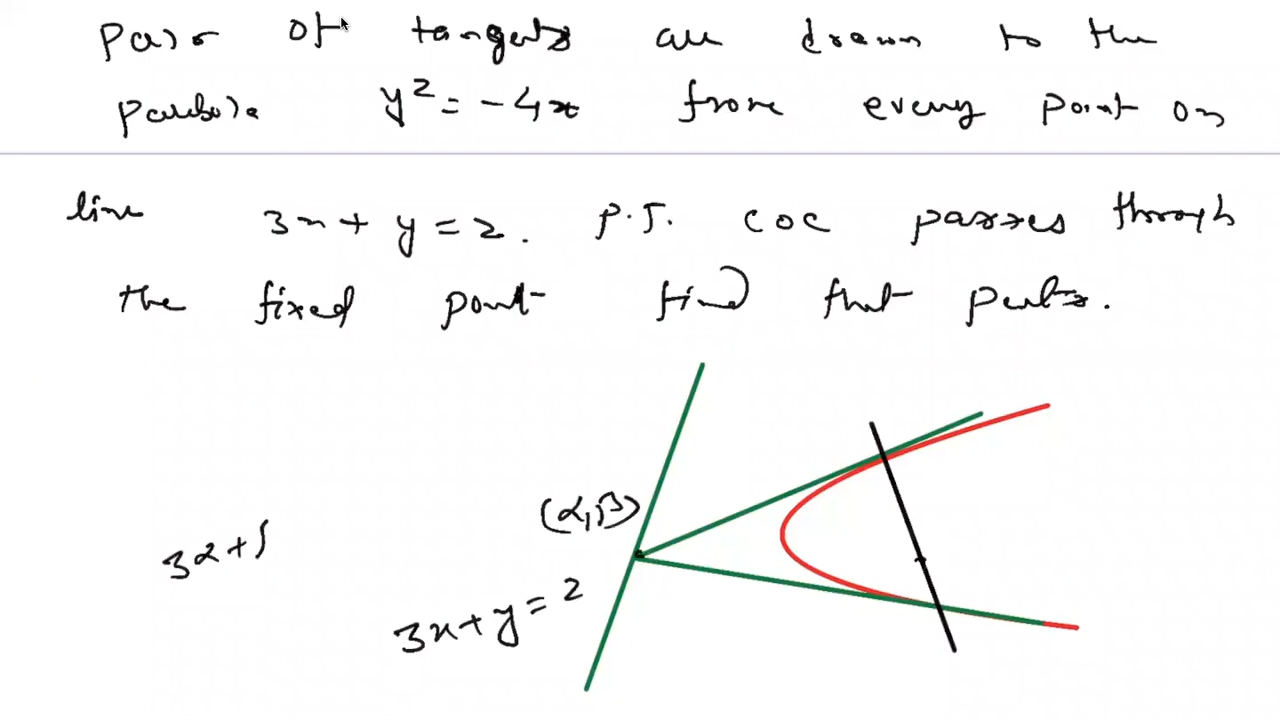 Pair of tangets are drawn to the
parabola y² = -4x from every point on
line 3x + y = 2. P.T. COC passes through
the fixed point find that point.
(α,β)
3α+β
3x+y=2